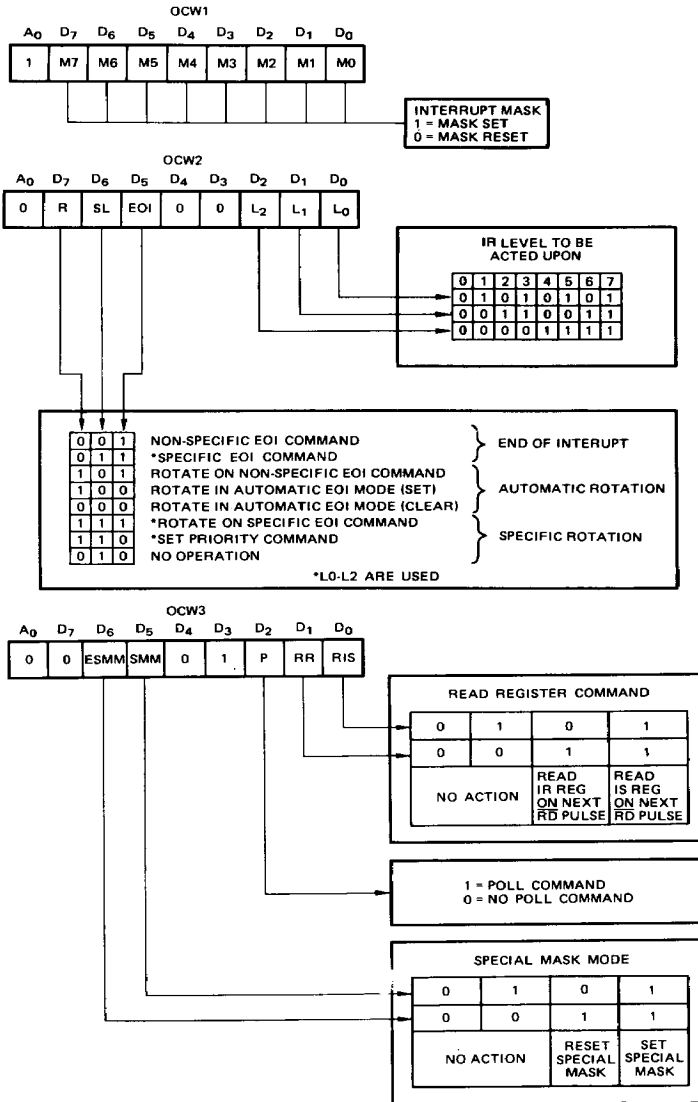 OCW1
A0 D7 D6 D5 D4 D3 D2 D1 D0
1 M7 M6 M5 M4 M3 M2 M1 M0
INTERRUPT MASK
1 = MASK SET
0 = MASK RESET
OCW2
A0 D7 D6 D5 D4 D3 D2 D1 D0
0 R SL EOI 0 0 L2 L1 L0
IR LEVEL TO BE
ACTED UPON
0 1 2 3 4 5 6 7
0 1 0 1 0 1 0 1
0 0 1 1 0 0 1 1
0 0 0 0 1 1 1 1
0 0 1 NON-SPECIFIC EOI COMMAND
0 1 1 *SPECIFIC EOI COMMAND
END OF INTERUPT
1 0 1 ROTATE ON NON-SPECIFIC EOI COMMAND
1 0 0 ROTATE IN AUTOMATIC EOI MODE (SET)
0 0 0 ROTATE IN AUTOMATIC EOI MODE (CLEAR)
AUTOMATIC ROTATION
1 1 1 *ROTATE ON SPECIFIC EOI COMMAND
1 1 0 *SET PRIORITY COMMAND
0 1 0 NO OPERATION
SPECIFIC ROTATION
*L0-L2 ARE USED
OCW3
A0 D7 D6 D5 D4 D3 D2 D1 D0
0 0 ESMM SMM 0 1 P RR RIS
READ REGISTER COMMAND
0 1 0 1
0 0 1 1
NO ACTION
READ
IR REG
ON NEXT
RD PULSE
READ
IS REG
ON NEXT
RD PULSE
1 = POLL COMMAND
0 = NO POLL COMMAND
SPECIAL MASK MODE
0 1 0 1
0 0 1 1
NO ACTION
RESET
SPECIAL
MASK
SET
SPECIAL
MASK